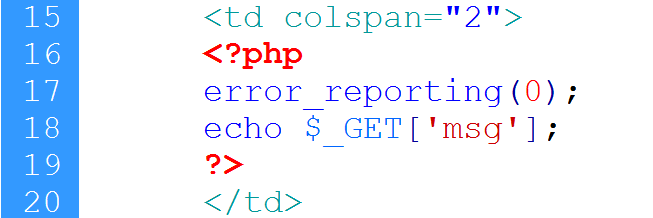 15 <td colspan="2">
16 <?php
17 error_reporting(0);
18 echo $_GET['msg'];
19 ?>
20 </td>